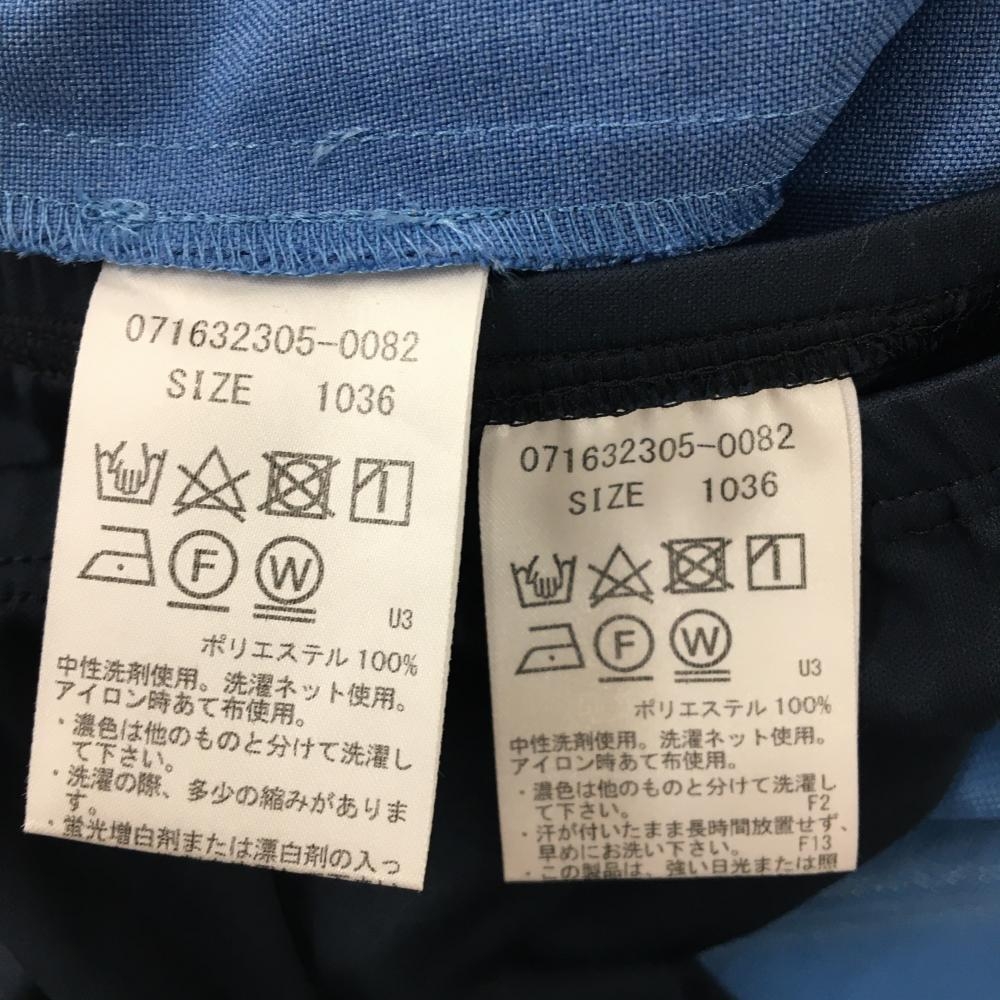 071632305-0082
SIZE 1036
F W
U3
ポリエステル 100%
中性洗剤使用。洗濯ネット使用。
アイロン時あて布使用。
・濃色は他のものと分けて洗濯し
て下さい。
・洗濯の際、多少の縮みがありま
す。
・蛍光増白剤または漂白剤の入っ
071632305-0082
SIZE 1036
F W
U3
ポリエステル 100%
中性洗剤使用。洗濯ネット使用。
アイロン時あて布使用。
・濃色は他のものと分けて洗濯し
て下さい。 F2
・汗が付いたまま長時間放置せず、
早めにお洗い下さい。 F13
・この製品は、強い日光または照